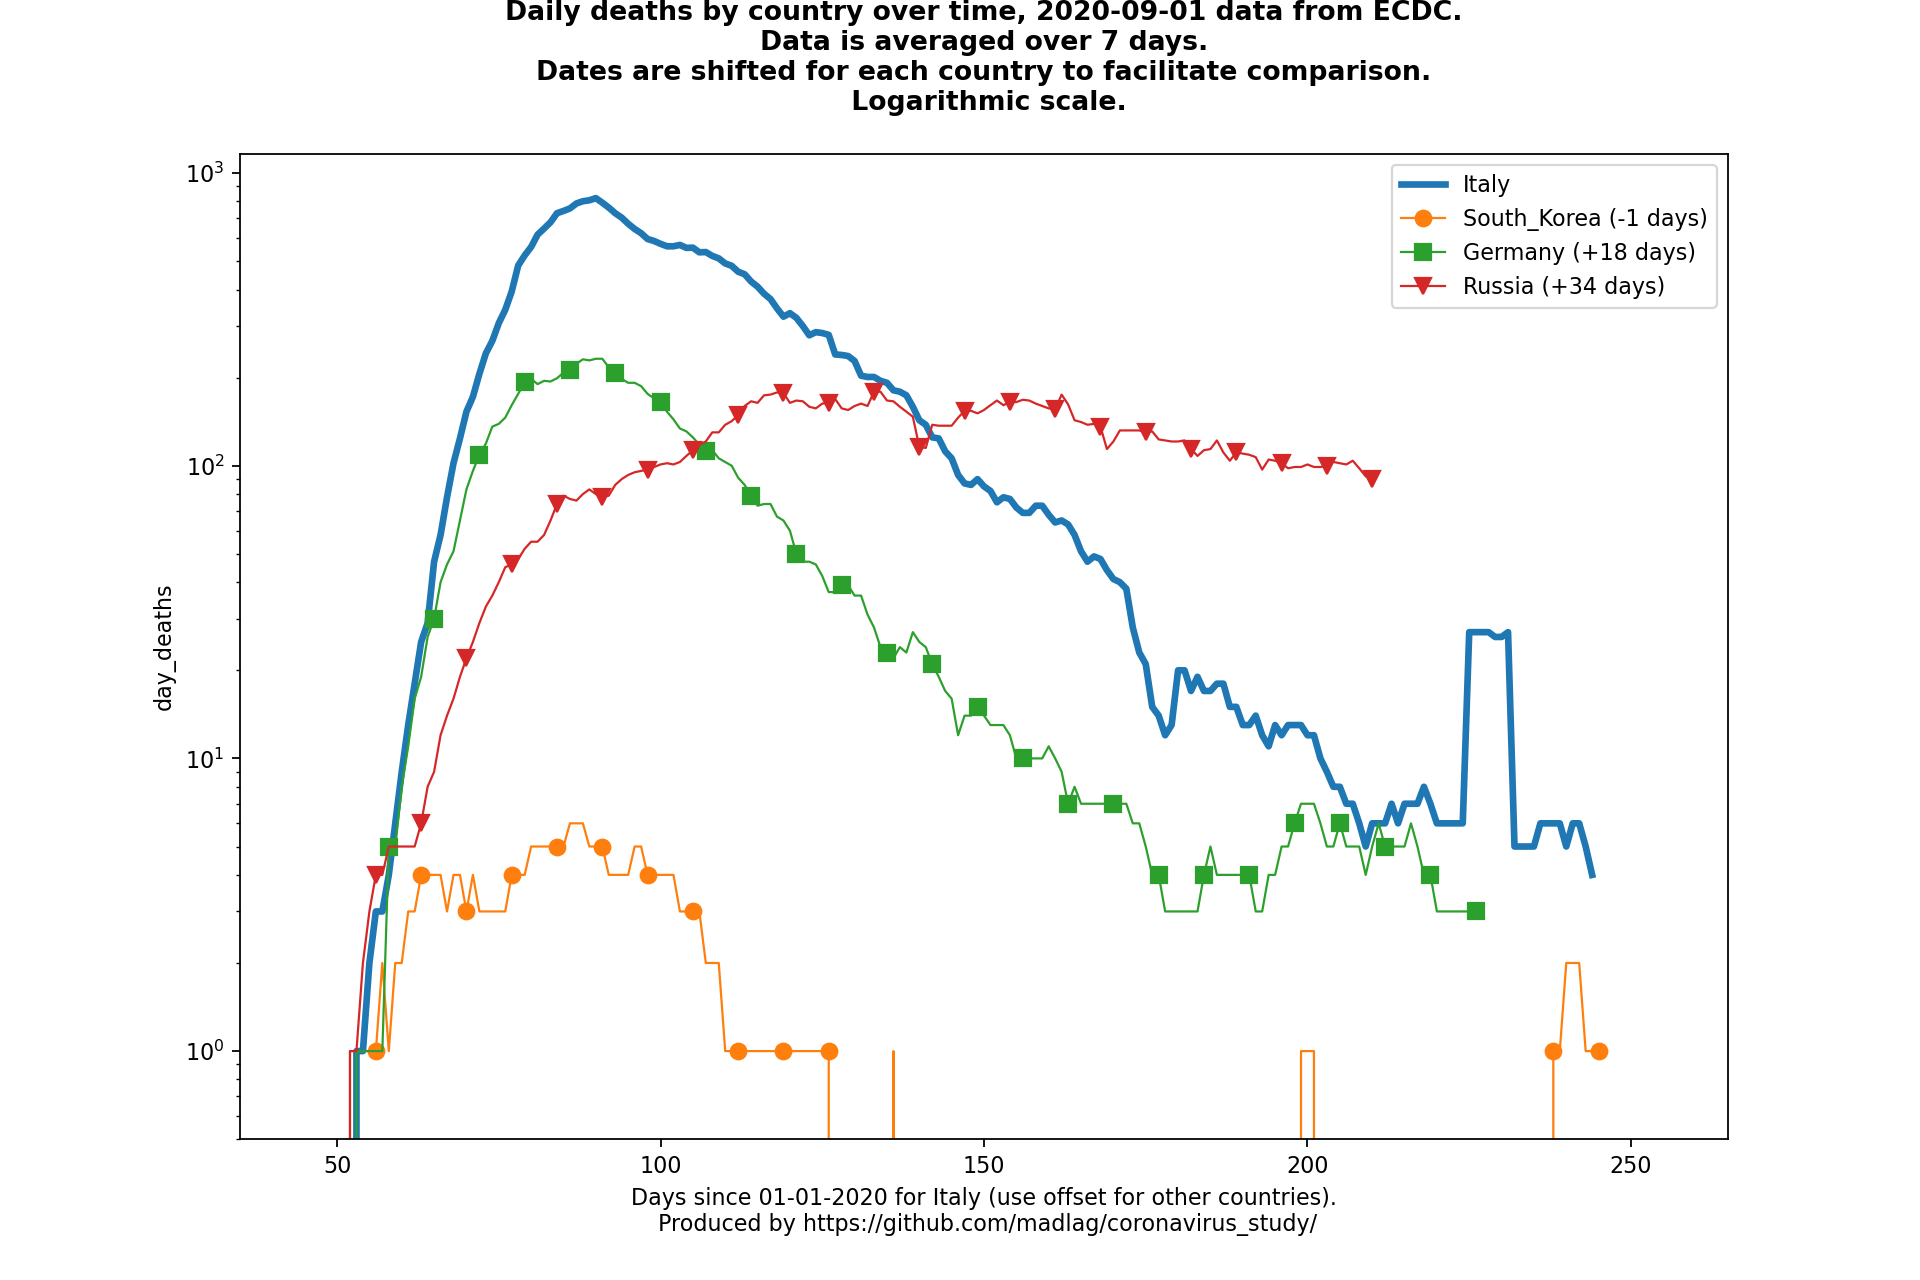 Daily deaths by country over time, 2020-09-01 data from ECDC.
Data is averaged over 7 days.
Dates are shifted for each country to facilitate comparison.
Logarithmic scale.
10³
10²
10¹
10⁰
day_deaths
Italy
South_Korea (-1 days)
Germany (+18 days)
Russia (+34 days)
50 100 150 200 250
Days since 01-01-2020 for Italy (use offset for other countries).
Produced by https://github.com/madlag/coronavirus_study/